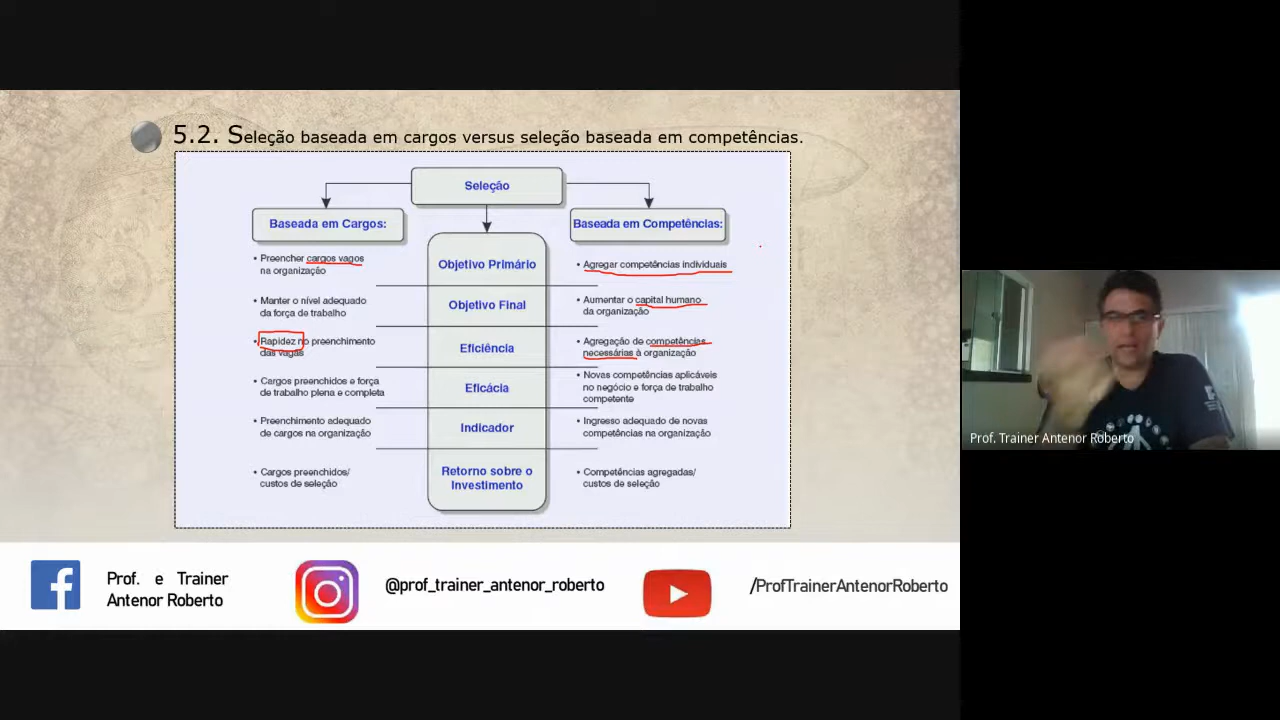 5.2. Seleção baseada em cargos versus seleção baseada em competências.
Seleção
Baseada em Cargos:
Baseada em Competências:
• Preencher cargos vagos
na organização
Objetivo Primário
• Agregar competências individuais
• Manter o nível adequado
da força de trabalho
Objetivo Final
• Aumentar o capital humano
da organização
• Rapidez no preenchimento
das vagas
Eficiência
• Agregação de competências
necessárias à organização
• Cargos preenchidos e força
de trabalho plena e completa
Eficácia
• Novas competências aplicáveis
no negócio e força de trabalho
competente
• Preenchimento adequado
de cargos na organização
Indicador
• Ingresso adequado de novas
competências na organização
• Cargos preenchidos/
custos de seleção
Retorno sobre o
Investimento
• Competências agregadas/
custos de seleção
Prof. Trainer Antenor Roberto
Prof. e Trainer
Antenor Roberto
@prof_trainer_antenor_roberto
/ProfTrainerAntenorRoberto